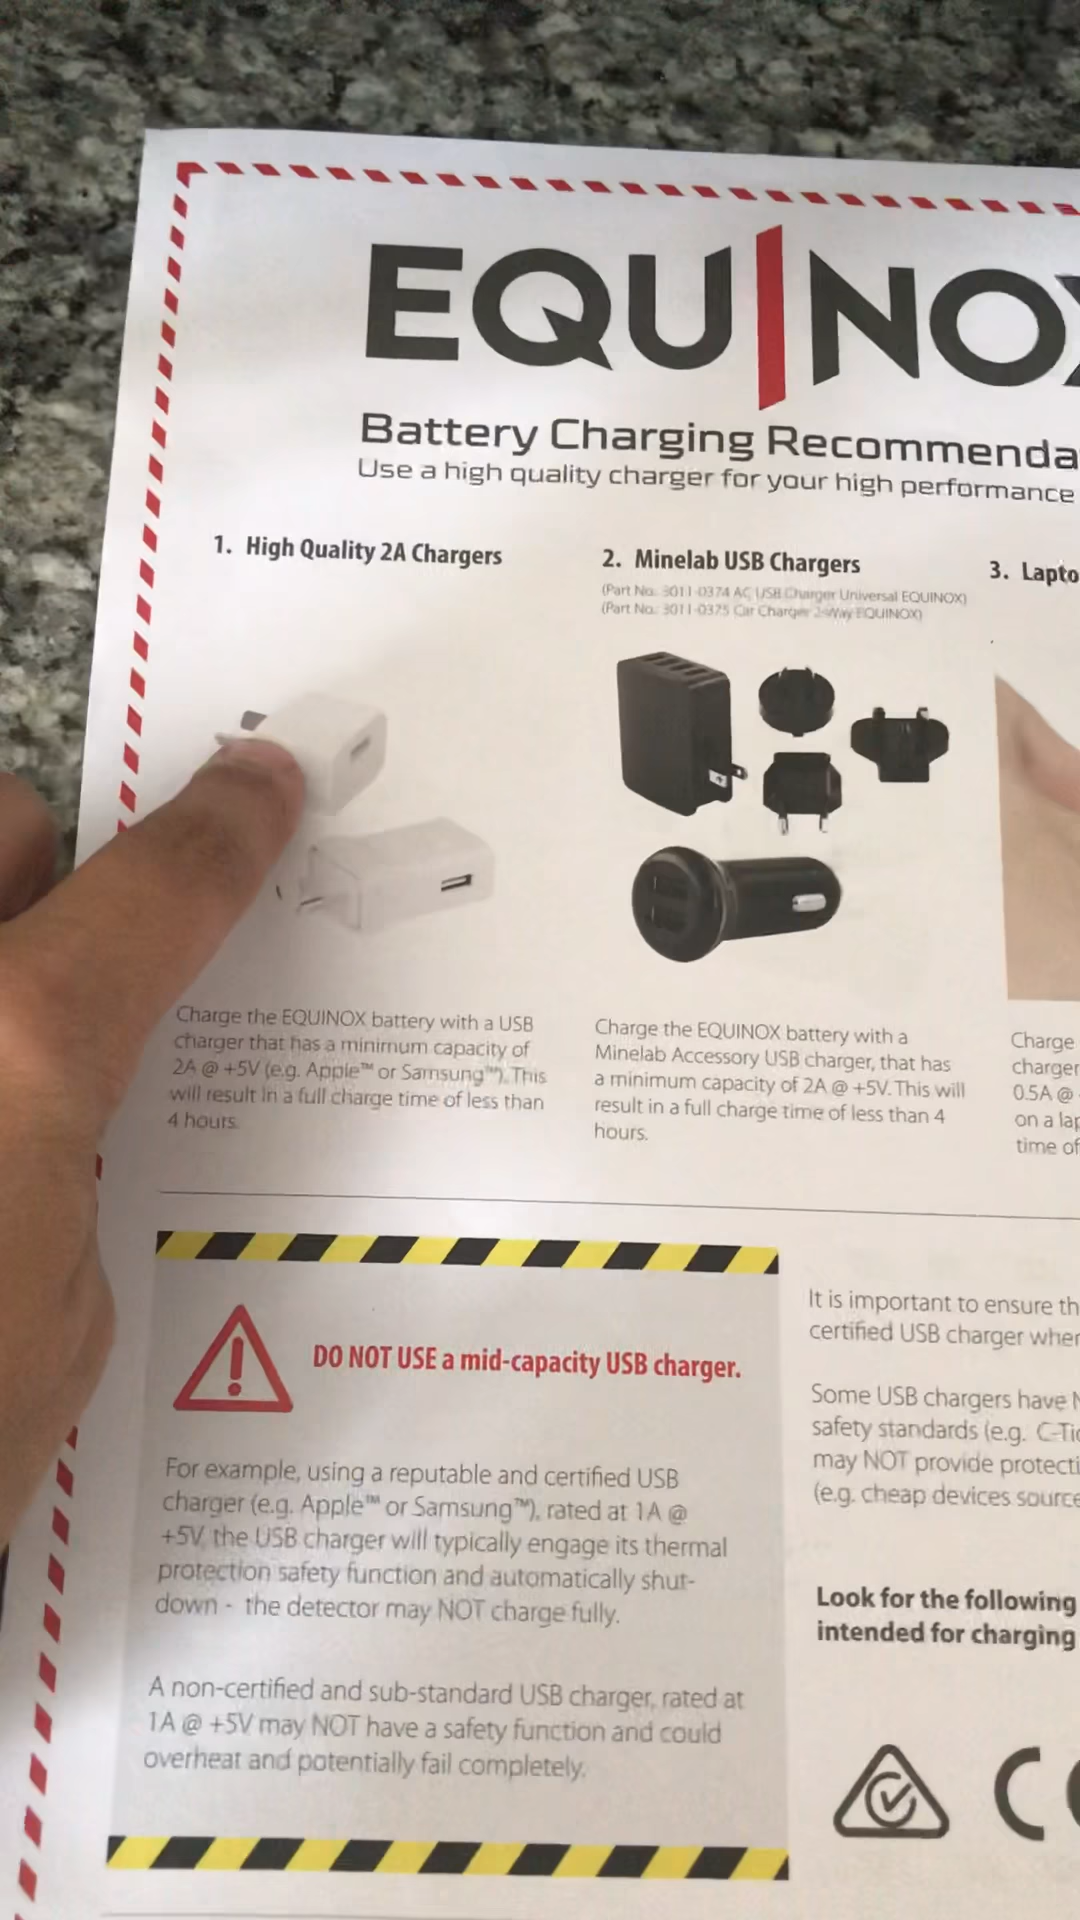 EQUINOX
Battery Charging Recommenda
Use a high quality charger for your high performance
1. High Quality 2A Chargers
2. Minelab USB Chargers
(Part No.: 3011-0374 AC USB Charger Universal EQUINOX)
(Part No.: 3011-0375 Car Charger 2-Way EQUINOX)
3. Lapto
Charge the EQUINOX battery with a USB
charger that has a minimum capacity of
2A @ +5V (e.g. Apple™ or Samsung™). This
will result in a full charge time of less than
4 hours.
Charge the EQUINOX battery with a
Minelab Accessory USB charger, that has
a minimum capacity of 2A @ +5V. This will
result in a full charge time of less than 4
hours.
Charge
charger
0.5A @
on a lap
time of
DO NOT USE a mid-capacity USB charger.
For example, using a reputable and certified USB
charger (e.g. Apple™ or Samsung™), rated at 1A @
+5V, the USB charger will typically engage its thermal
protection safety function and automatically shut-
down - the detector may NOT charge fully.
A non-certified and sub-standard USB charger, rated at
1A @ +5V may NOT have a safety function and could
overheat and potentially fail completely.
It is important to ensure th
certified USB charger when
Some USB chargers have N
safety standards (e.g. C-Tic
may NOT provide protecti
(e.g. cheap devices source
Look for the following
intended for charging